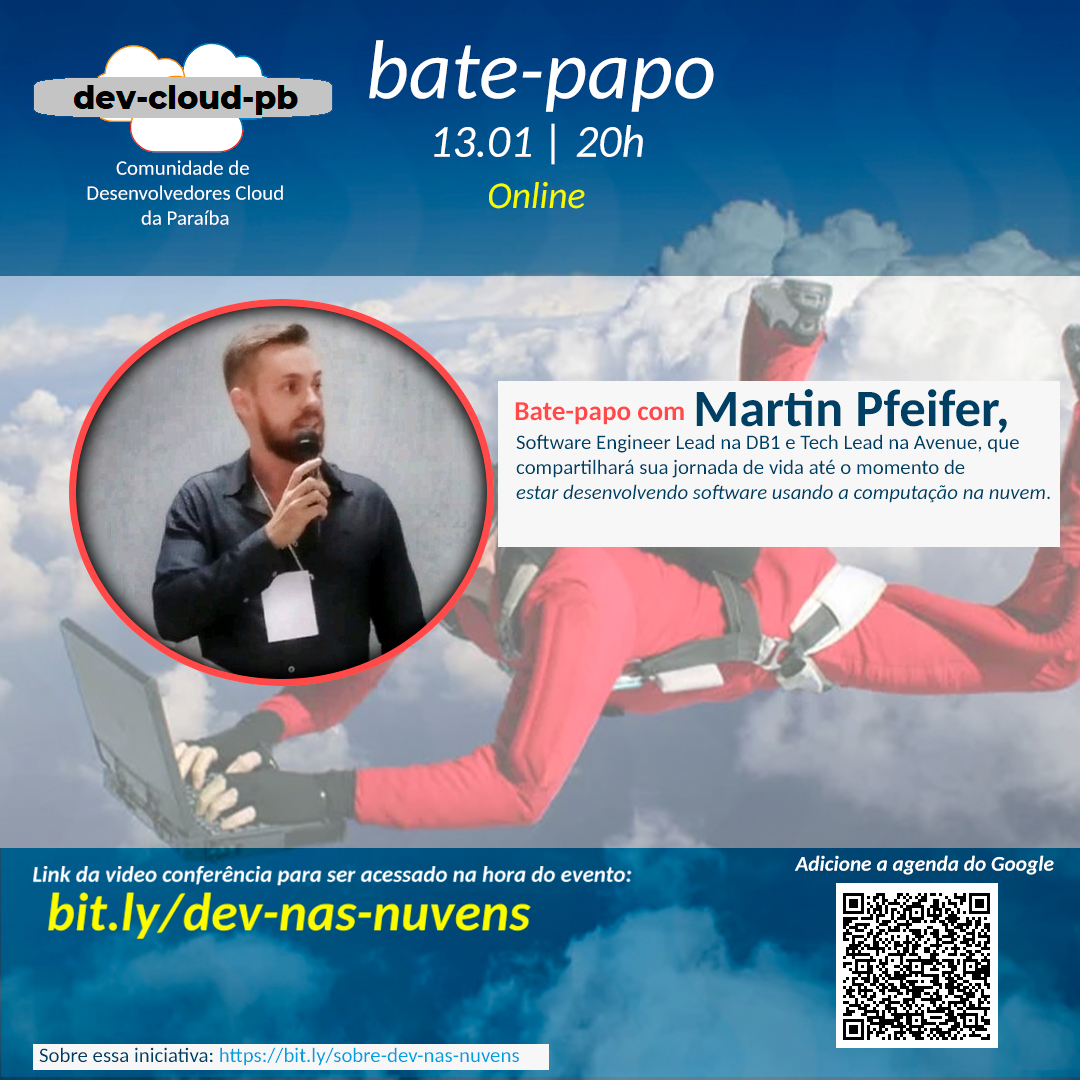 dev-cloud-pb
Comunidade de
Desenvolvedores Cloud
da Paraíba
bate-papo
13.01 | 20h
Online
Bate-papo com Martin Pfeifer,
Software Engineer Lead na DB1 e Tech Lead na Avenue, que
compartilhará sua jornada de vida até o momento de
estar desenvolvendo software usando a computação na nuvem.
Link da video conferência para ser acessado na hora do evento:
bit.ly/dev-nas-nuvens
Adicione a agenda do Google
Sobre essa iniciativa: https://bit.ly/sobre-dev-nas-nuvens